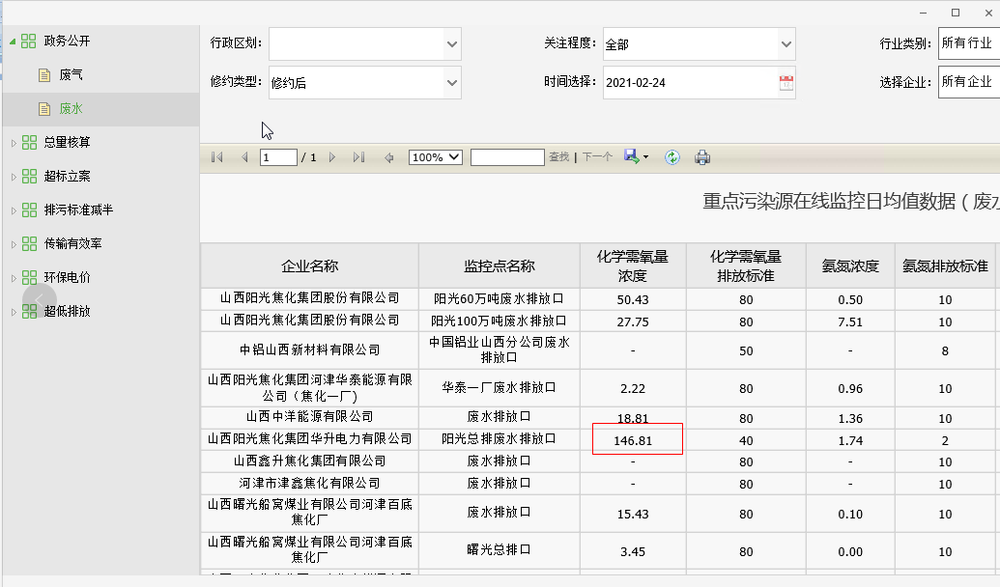 政务公开
废气
废水
总量核算
超标立案
排污标准减半
传输有效率
环保电价
超低排放
行政区划: 关注程度: 全部 行业类别: 所有行业
修约类型: 修约后 时间选择: 2021-02-24 选择企业: 所有企业
1 / 1 100% 查找 | 下一个
重点污染源在线监控日均值数据（废水
企业名称 监控点名称 化学需氧量 化学需氧量 氨氮浓度 氨氮排放标准
浓度 排放标准
山西阳光焦化集团股份有限公司 阳光60万吨废水排放口 50.43 80 0.50 10
山西阳光焦化集团股份有限公司 阳光100万吨废水排放口 27.75 80 7.51 10
中铝山西新材料有限公司 中国铝业山西分公司废水 - 50 - 8
排放口
山西阳光焦化集团河津华泰能源有限 华泰一厂废水排放口 2.22 80 0.96 10
公司（焦化一厂)
山西中洋能源有限公司 废水排放口 18.81 80 1.36 10
山西阳光焦化集团华升电力有限公司 阳光总排废水排放口 146.81 40 1.74 2
山西鑫升焦化集团有限公司 废水排放口 - 80 - 10
河津市津鑫焦化有限公司 废水排放口 - 80 - 10
山西曙光船窝煤业有限公司河津百底 废水排放口 15.43 80 0.10 10
焦化厂
山西曙光船窝煤业有限公司河津百底 曙光总排口 3.45 80 0.00 10
焦化厂